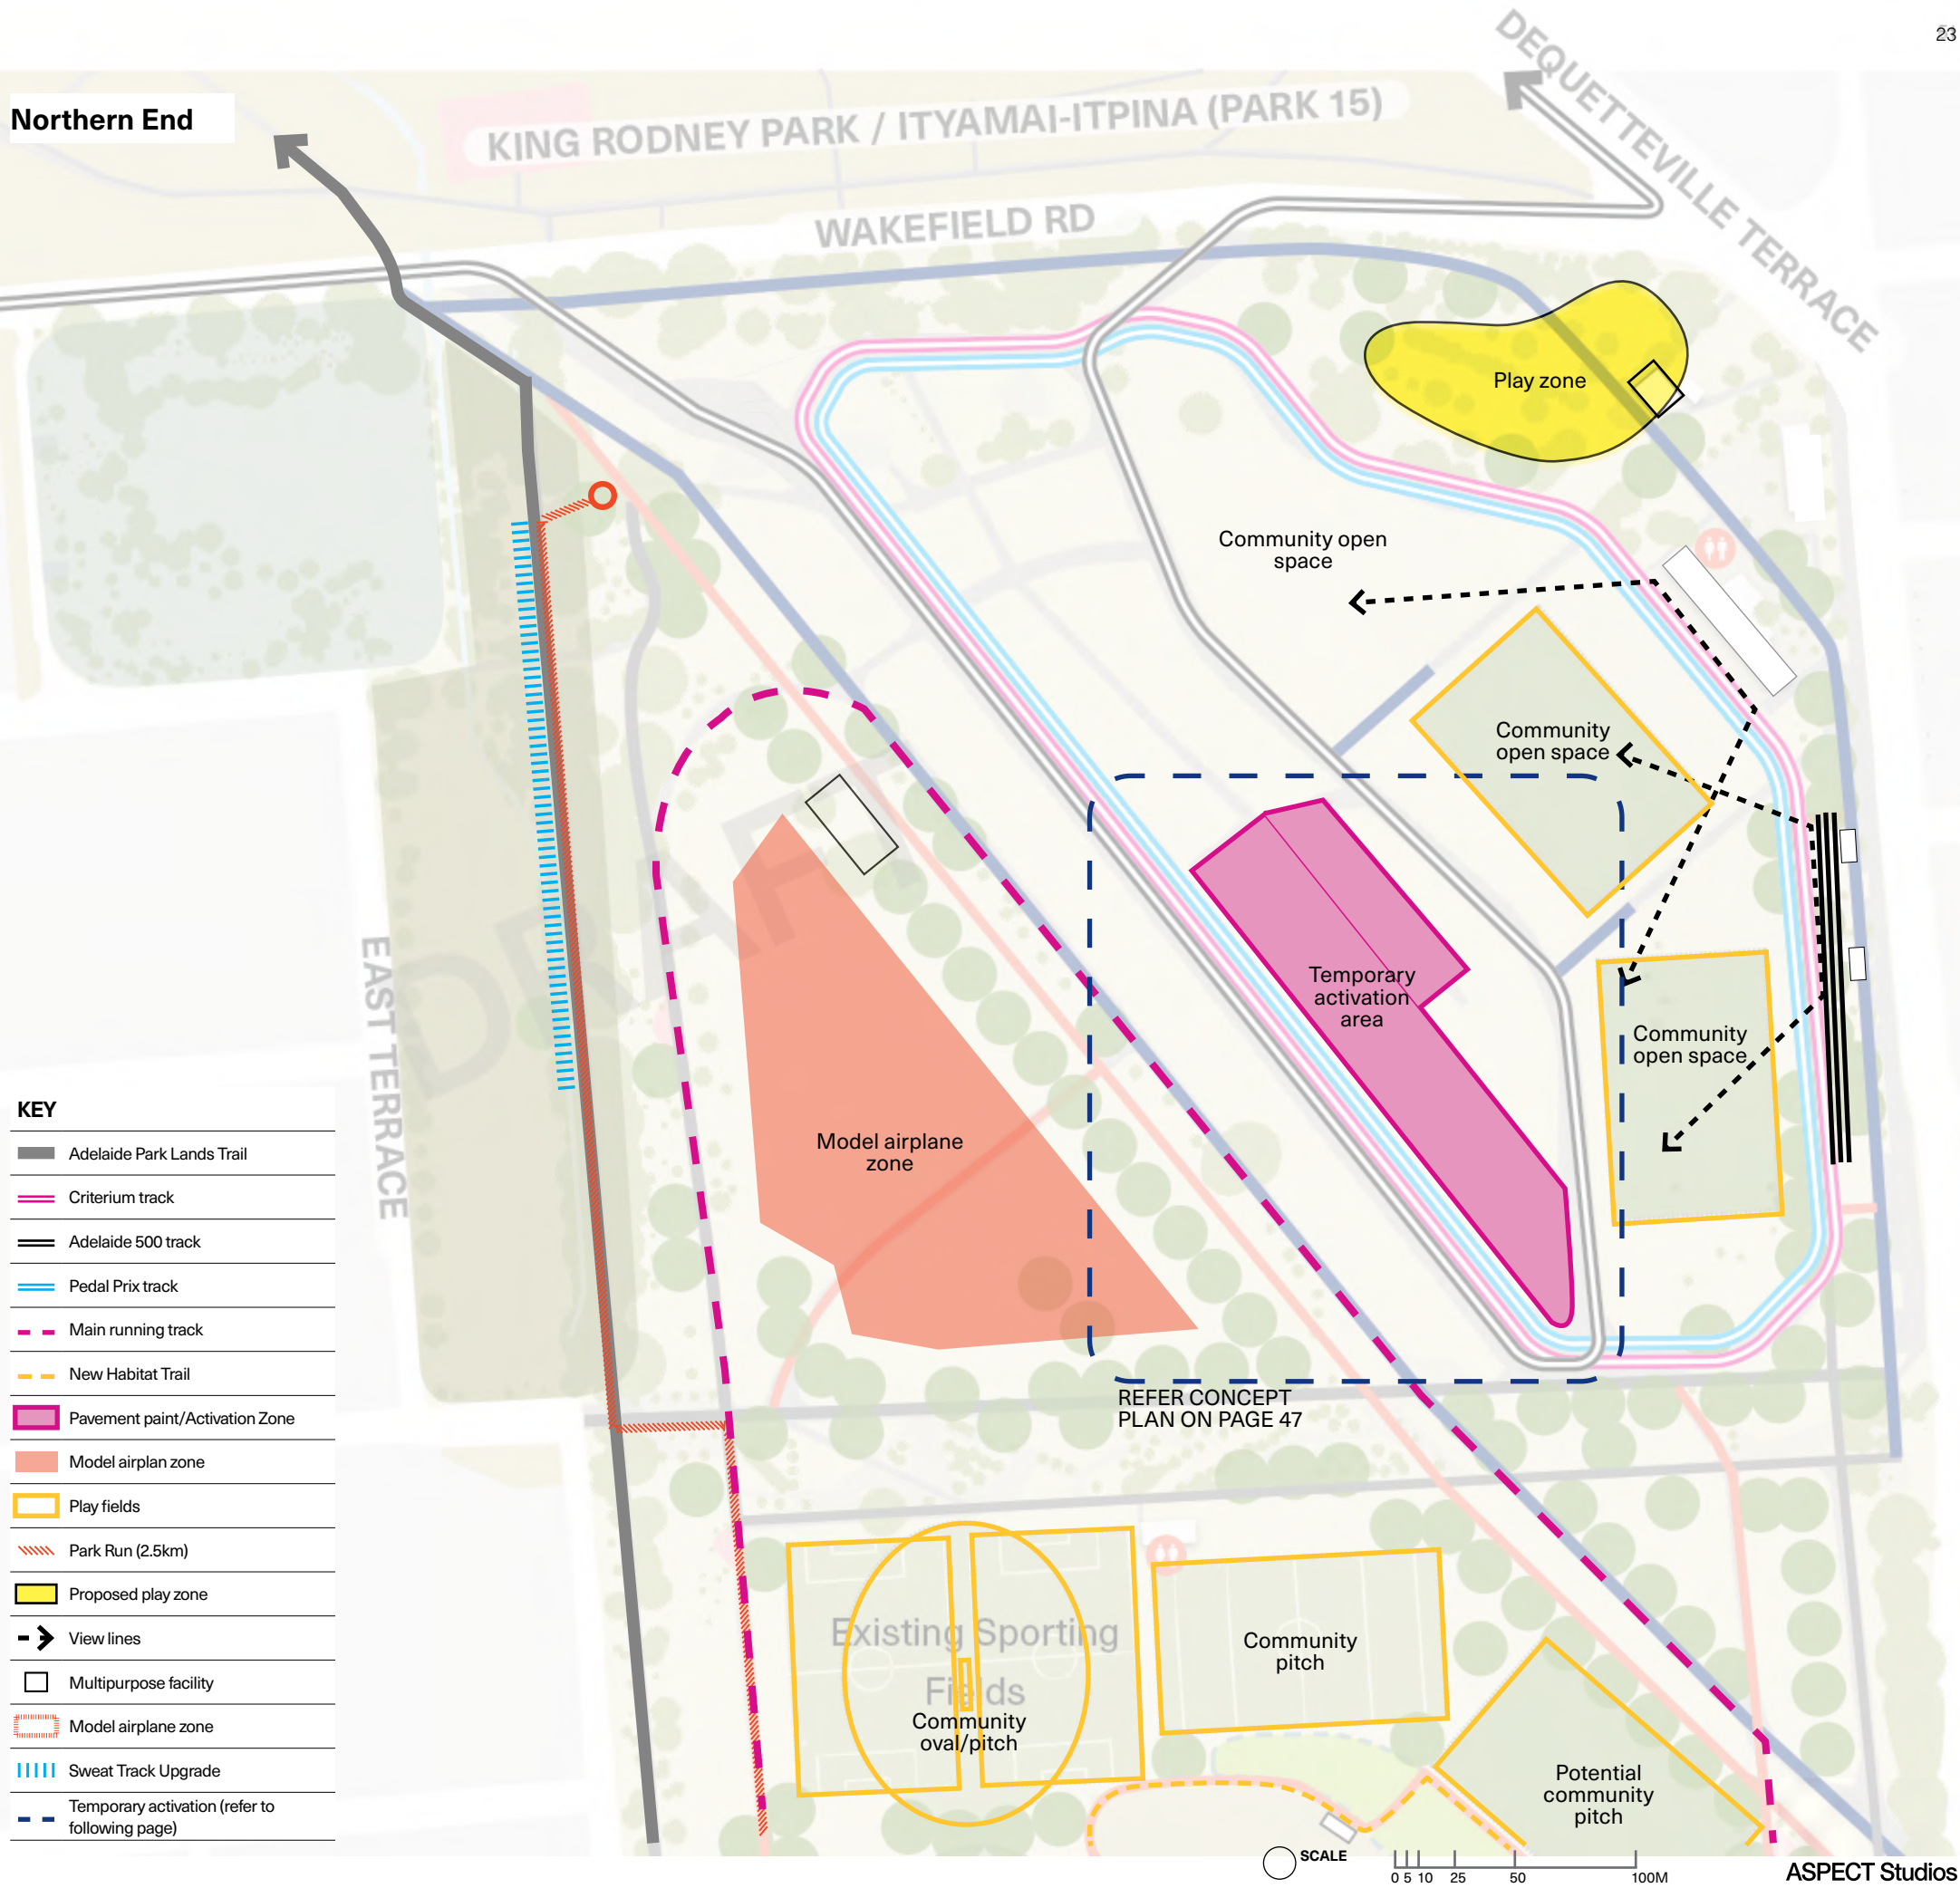 23
Northern End
KING RODNEY PARK / ITYAMAI-ITPINA (PARK 15)
DEQUETTEVILLE TERRACE
WAKEFIELD RD
Play zone
Community open
space
Community
open space
Temporary
activation
area
Community
open space
DRAFT
EAST TERRACE
Model airplane
zone
REFER CONCEPT
PLAN ON PAGE 47
KEY
Adelaide Park Lands Trail
Criterium track
Adelaide 500 track
Pedal Prix track
Main running track
New Habitat Trail
Pavement paint/Activation Zone
Model airplan zone
Play fields
Park Run (2.5km)
Proposed play zone
View lines
Multipurpose facility
Model airplane zone
Sweat Track Upgrade
Temporary activation (refer to
following page)
Existing Sporting
Fields
Community
oval/pitch
Community
pitch
Potential
community
pitch
SCALE
0 5 10 25 50 100M
ASPECT Studios